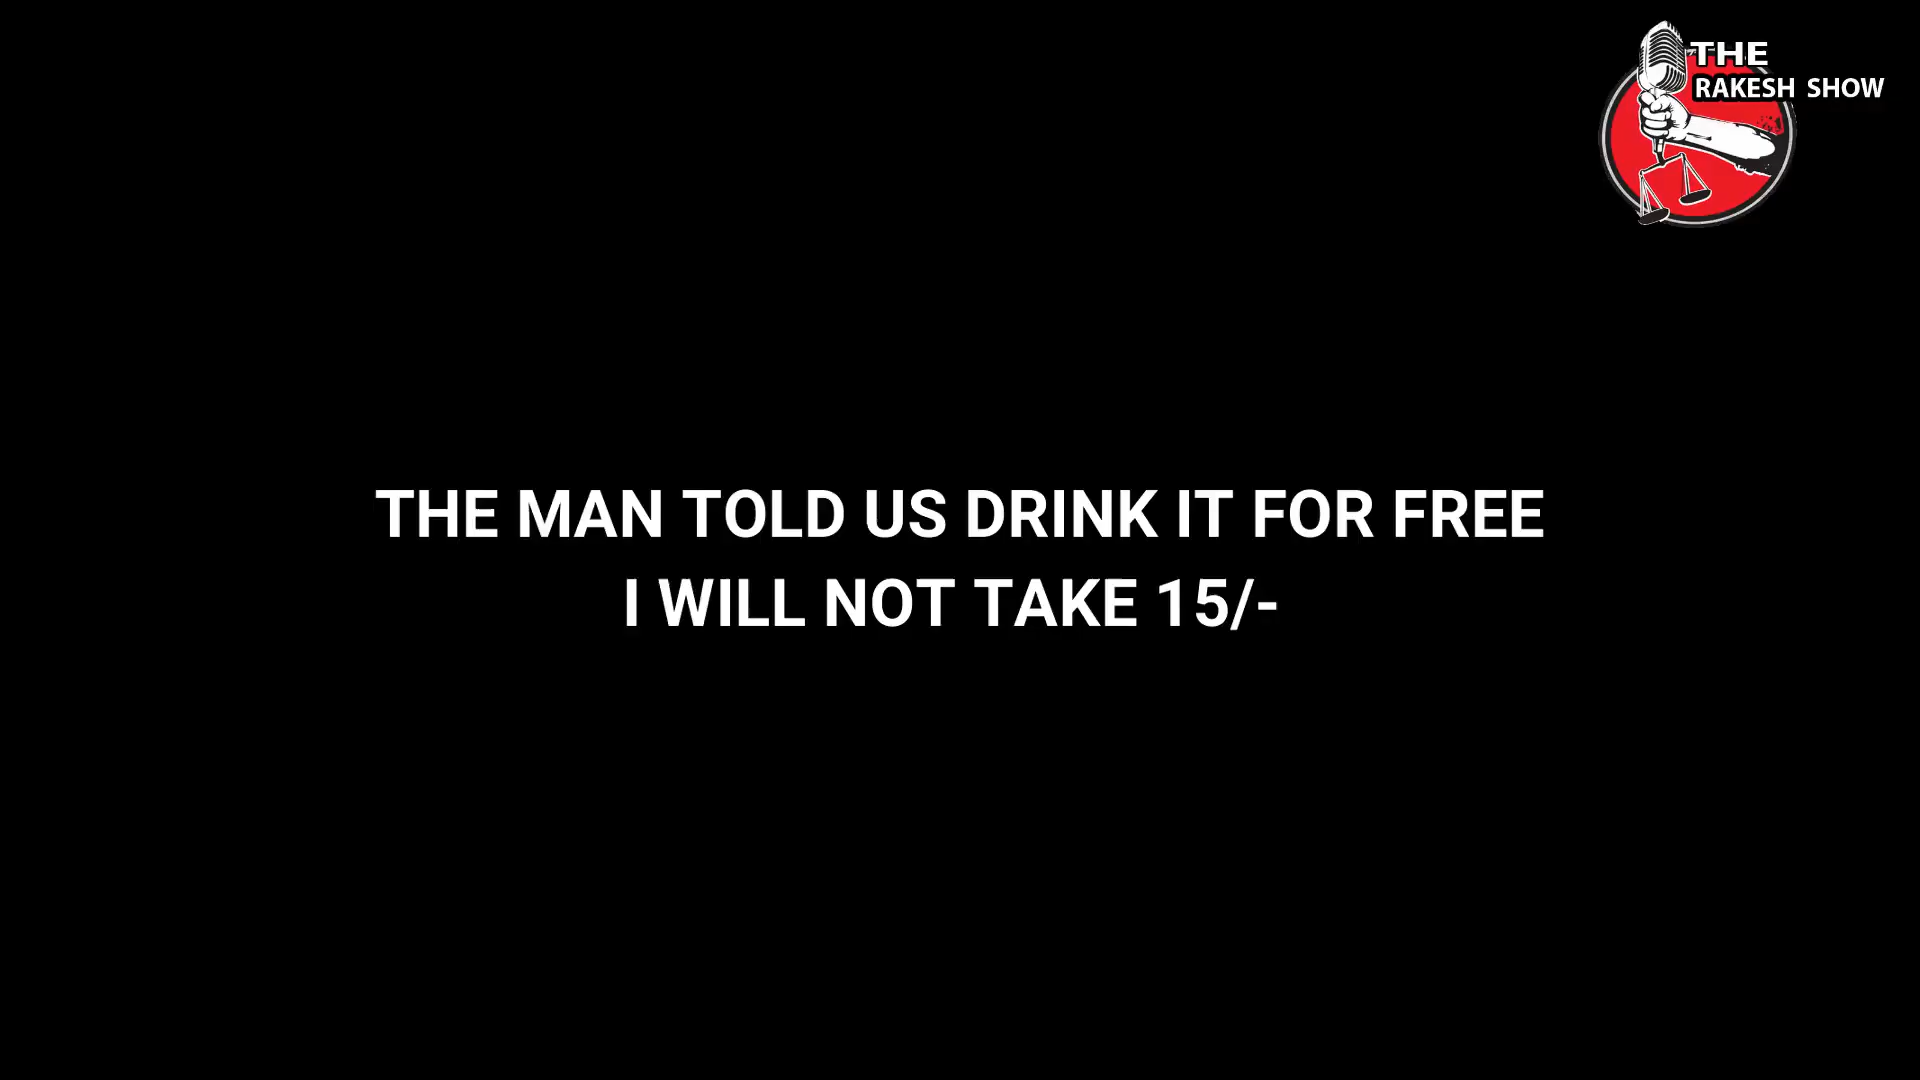 THE
RAKESH SHOW
THE MAN TOLD US DRINK IT FOR FREE
I WILL NOT TAKE 15/-